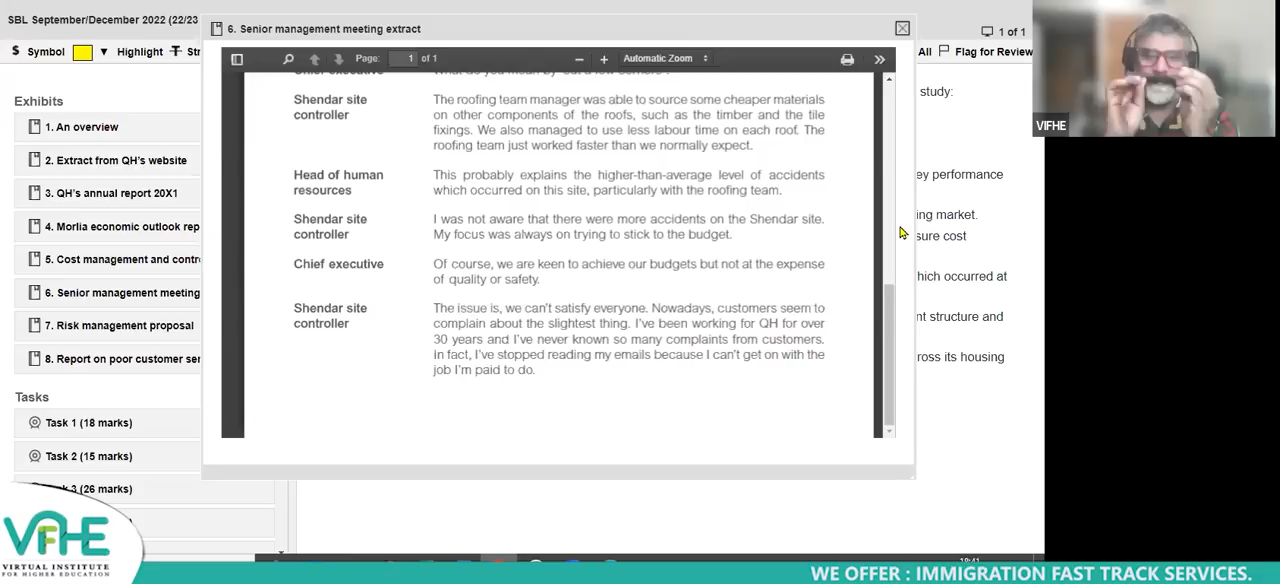 SBL September/December 2022 (22/23
6. Senior management meeting extract
1 of 1
$ Symbol
Highlight
Str
All
Flag for Review
Page: 1 of 1
Automatic Zoom
Exhibits
1. An overview
2. Extract from QH's website
3. QH's annual report 20X1
4. Morlia economic outlook rep
5. Cost management and contr
6. Senior management meeting
7. Risk management proposal
8. Report on poor customer ser
Tasks
Task 1 (18 marks)
Task 2 (15 marks)
(26 marks)
Chief executive
Shendar site
controller
The roofing team manager was able to source some cheaper materials
on other components of the roofs, such as the timber and the tile
fixings. We also managed to use less labour time on each roof. The
roofing team just worked faster than we normally expect.
Head of human
resources
This probably explains the higher-than-average level of accidents
which occurred on this site, particularly with the roofing team.
Shendar site
controller
I was not aware that there were more accidents on the Shendar site.
My focus was always on trying to stick to the budget.
Chief executive
Of course, we are keen to achieve our budgets but not at the expense
of quality or safety.
Shendar site
controller
The issue is, we can't satisfy everyone. Nowadays, customers seem to
complain about the slightest thing. I've been working for QH for over
30 years and I've never known so many complaints from customers.
In fact, I've stopped reading my emails because I can't get on with the
job I'm paid to do.
study:
ey performance
ing market.
sure cost
hich occurred at
nt structure and
ross its housing
VIFHE
VIFHE
VIRTUAL INSTITUTE
FOR HIGHER EDUCATION
WE OFFER : IMMIGRATION FAST TRACK SERVICES.